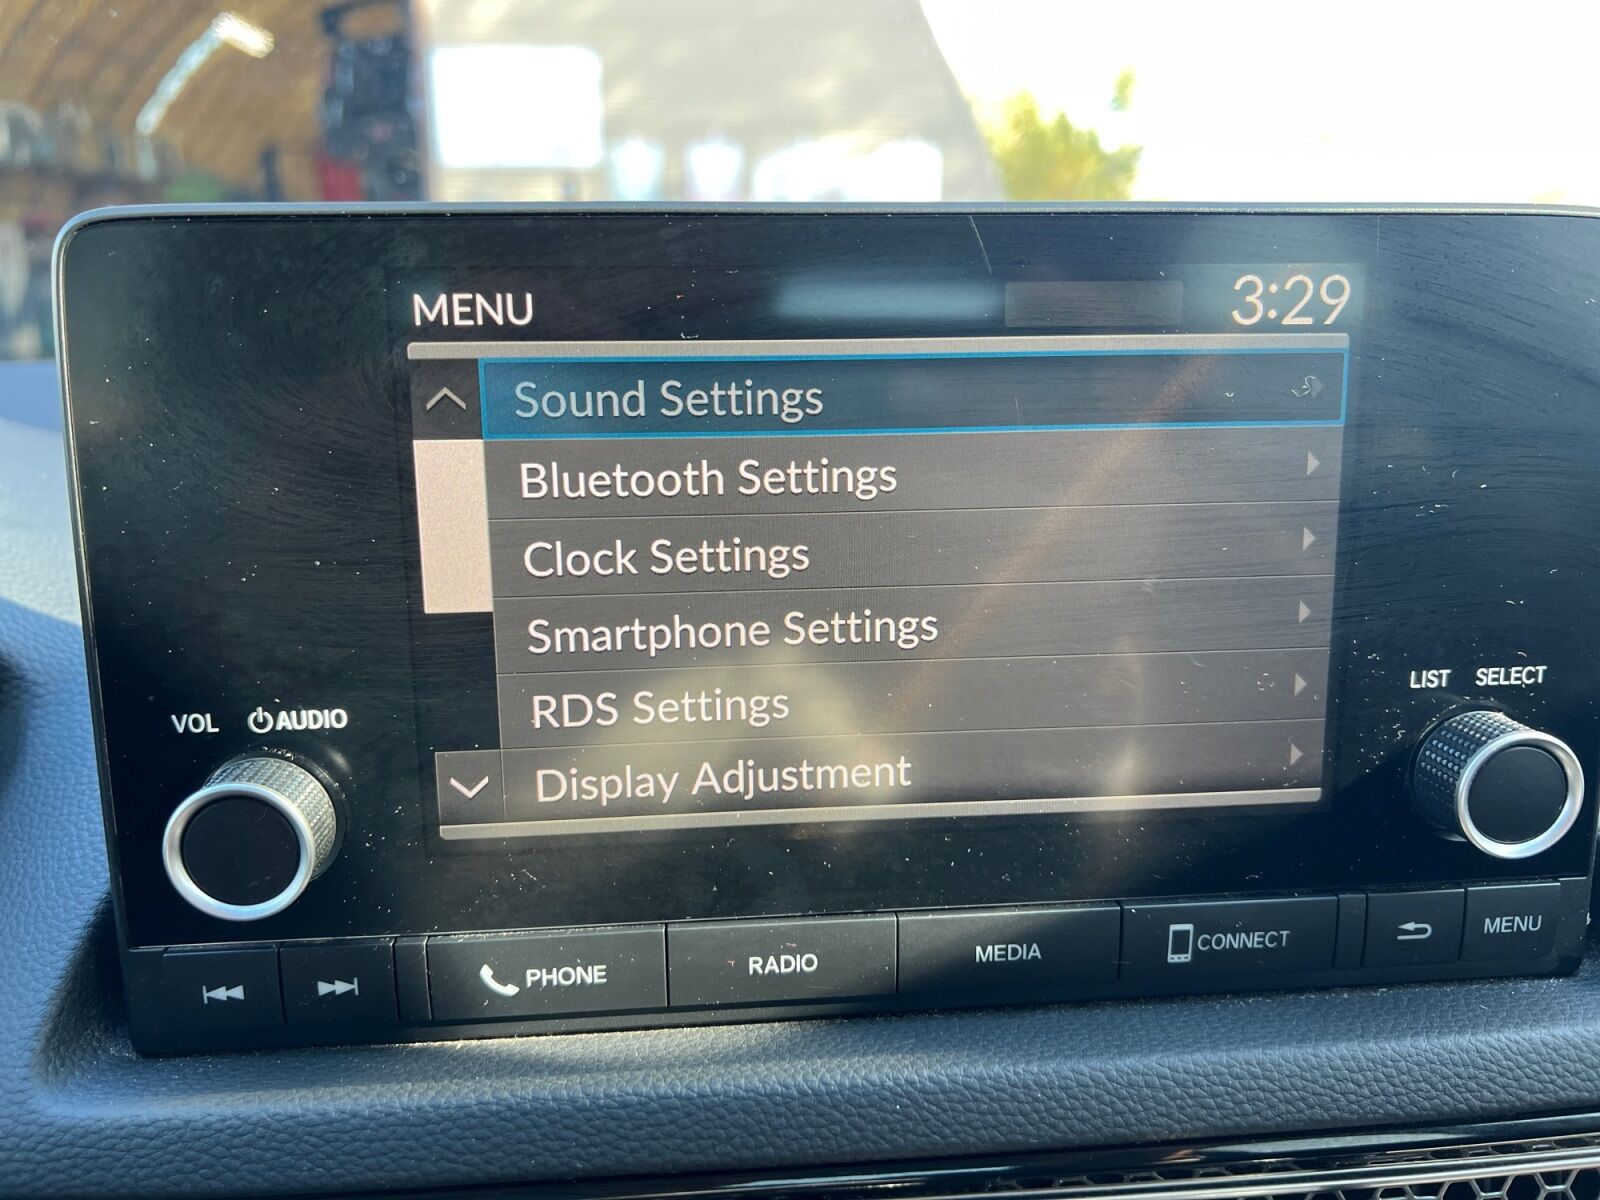 MENU
3:29
Sound Settings
Bluetooth Settings
Clock Settings
Smartphone Settings
RDS Settings
Display Adjustment
VOL AUDIO
LIST SELECT
PHONE
RADIO
MEDIA
CONNECT
MENU